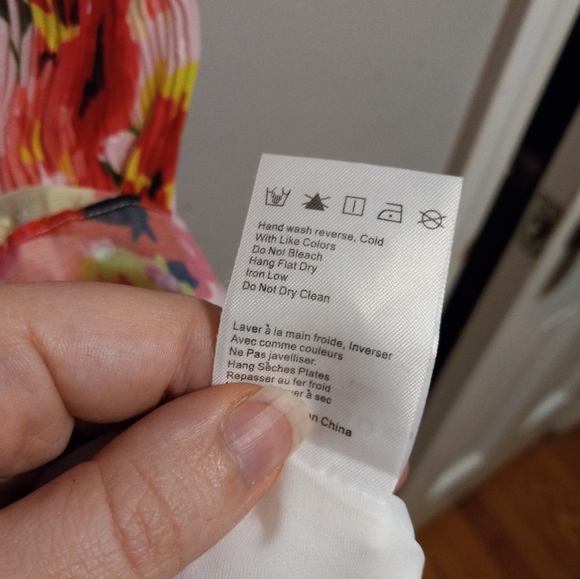 Hand wash reverse, Cold
With Like Colors
Do Not Bleach
Hang Flat Dry
Iron Low
Do Not Dry Clean
Laver à la main froide, Inverser
Avec comme couleurs
Ne Pas javelliser.
Hang Sèches Plates
Repasser au fer froid
à sec
China